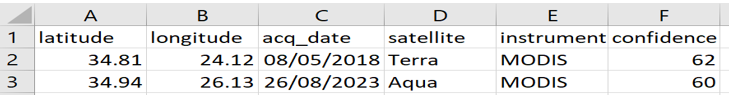 A B C D E F
1 latitude longitude acq_date satellite instrument confidence
2 34.81 24.12 08/05/2018 Terra MODIS 62
3 34.94 26.13 26/08/2023 Aqua MODIS 60